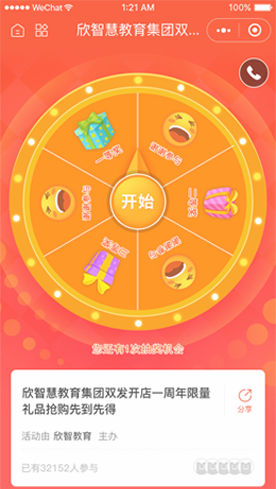 WeChat
1:21 AM
100%
欣智慧教育集团双...
一等奖
谢谢参与
二等奖
三等奖
开始
您还有1次抽奖机会
欣智慧教育集团双发开店一周年限量
礼品抢购先到先得
分享
活动由 欣智教育 主办
已有32152人参与